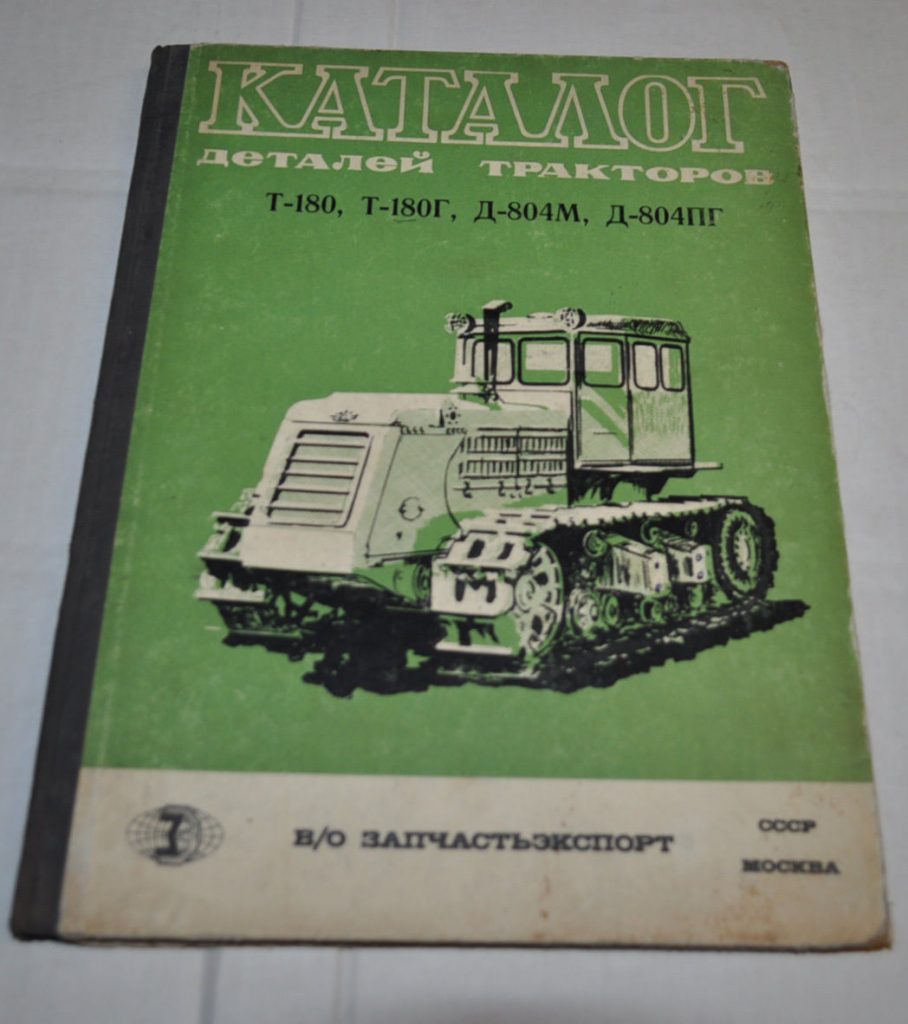 КАТАЛОГ
ДЕТАЛЕЙ ТРАКТОРОВ
Т-180, Т-180Г, Д-804М, Д-804ПГ
В/О ЗАПЧАСТЬЭКСПОРТ
СССР
МОСКВА